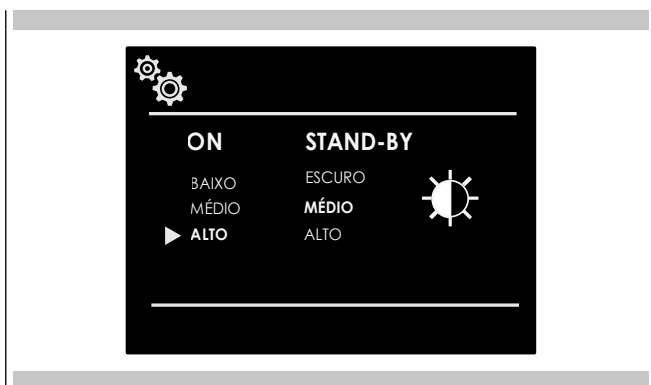 ON STAND-BY
BAIXO ESCURO
MÉDIO MÉDIO
ALTO ALTO